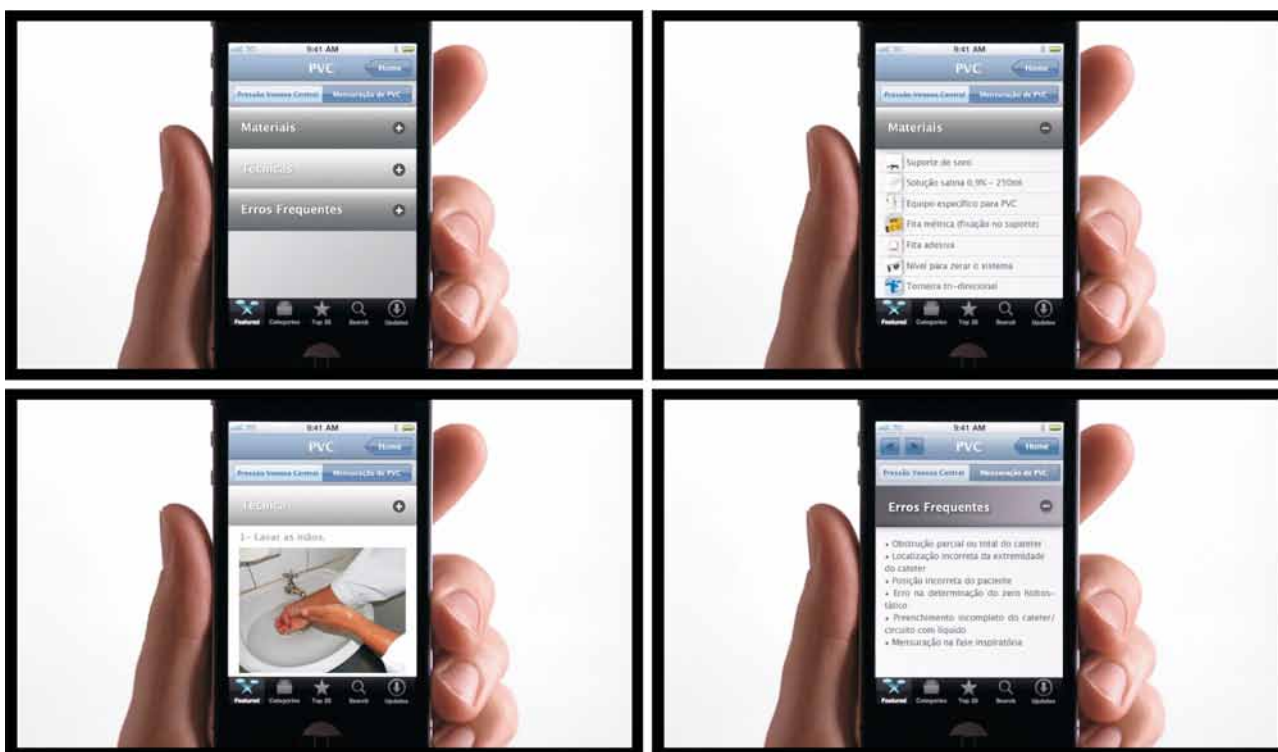 9:41 AM
PVC
Home
Pressão Venosa Central
Mensuração de PVC
Materiais
Técnicas
Erros Frequentes
Featured
Categories
Top 25
Search
Updates
9:41 AM
PVC
Home
Pressão Venosa Central
Mensuração de PVC
Materiais
Suporte de soro
Solução salina 0,9% - 250ml
Equipo específico para PVC
Fita métrica (fixação no suporte)
Fita adesiva
Nível para zerar o sistema
Torneira tri-direcional
Featured
Categories
Top 25
Search
Updates
9:41 AM
PVC
Home
Pressão Venosa Central
Mensuração de PVC
Técnicas
1- Lavar as mãos.
Featured
Categories
Top 25
Search
Updates
9:41 AM
PVC
Home
Pressão Venosa Central
Mensuração de PVC
Erros Frequentes
• Obstrução parcial ou total do cateter
• Localização incorreta da extremidade
do cateter
• Posição incorreta do paciente
• Erro na determinação do zero hidros-
tático
• Preenchimento incompleto do cateter/
circuito com líquido
• Mensuração na fase inspiratória
Featured
Categories
Top 25
Search
Updates